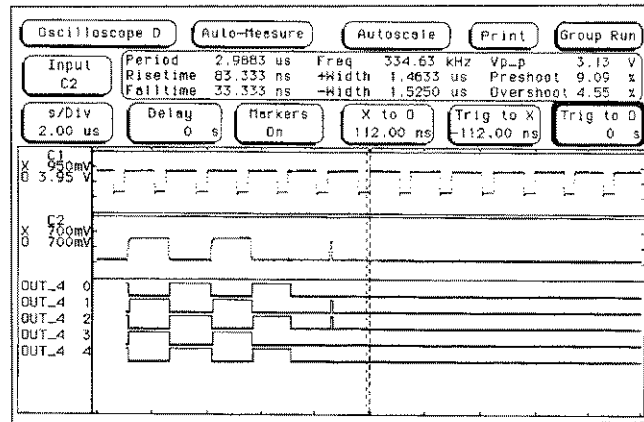 Oscilloscope D Auto-Measure Autoscale Print Group Run
Input C2 Period 2.9883 us Freq 334.63 kHz Vp_p 3.13 V
Risetime 83.333 ns +Width 1.4633 us Preshoot 9.09 %
Falltime 33.333 ns -Width 1.5250 us Overshoot 4.55 %
s/Div 2.00 us Delay 0 s Markers On X to O 112.00 ns Trig to X -112.00 ns Trig to O 0 s
C1
X 950mV
O 3.95 V
C2
X 700mV
O 700mV
OUT_4 0
OUT_4 1
OUT_4 2
OUT_4 3
OUT_4 4